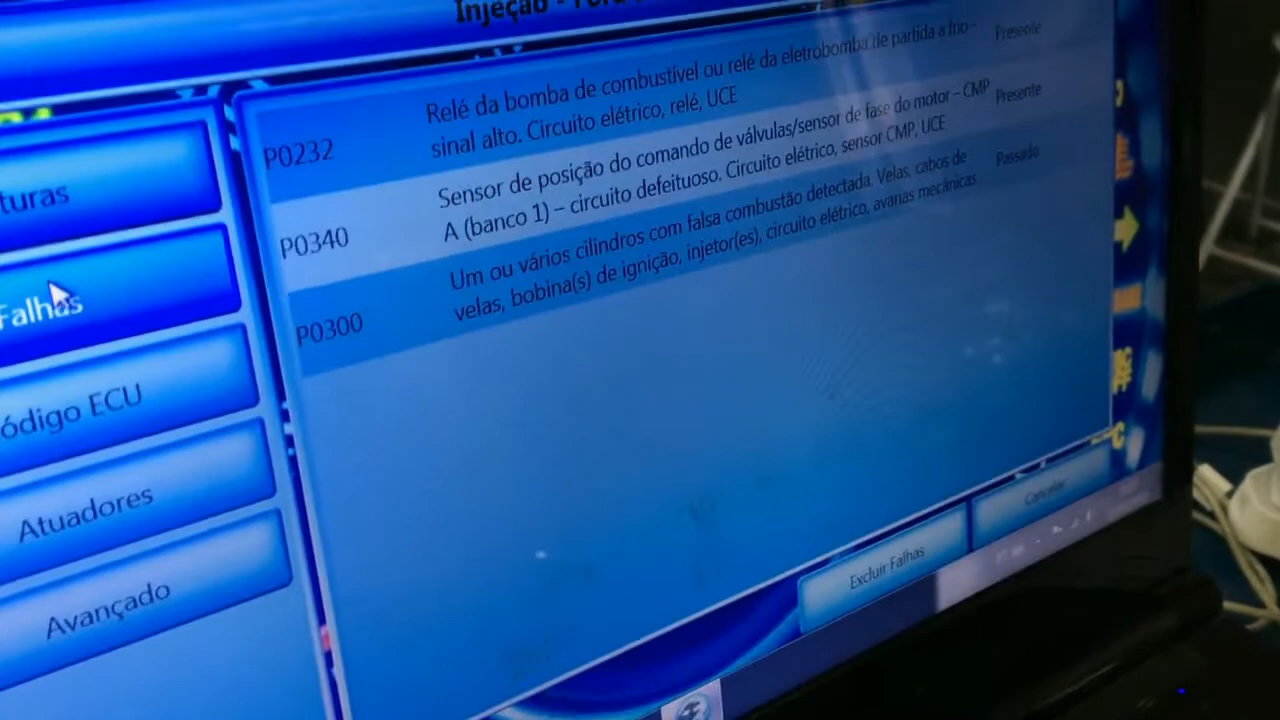 Injeção -
turas
Falhas
ódigo ECU
Atuadores
Avançado
P0232
Relé da bomba de combustível ou relé da eletrobomba de partida a frio -
sinal alto. Circuito elétrico, relé, UCE
Presente
P0340
Sensor de posição do comando de válvulas/sensor de fase do motor – CMP
A (banco 1) – circuito defeituoso. Circuito elétrico, sensor CMP, UCE
Presente
P0300
Um ou vários cilindros com falsa combustão detectada. Velas, cabos de
velas, bobina(s) de ignição, injetor(es), circuito elétrico, avarias mecânicas
Passado
Excluir Falhas
Cancelar